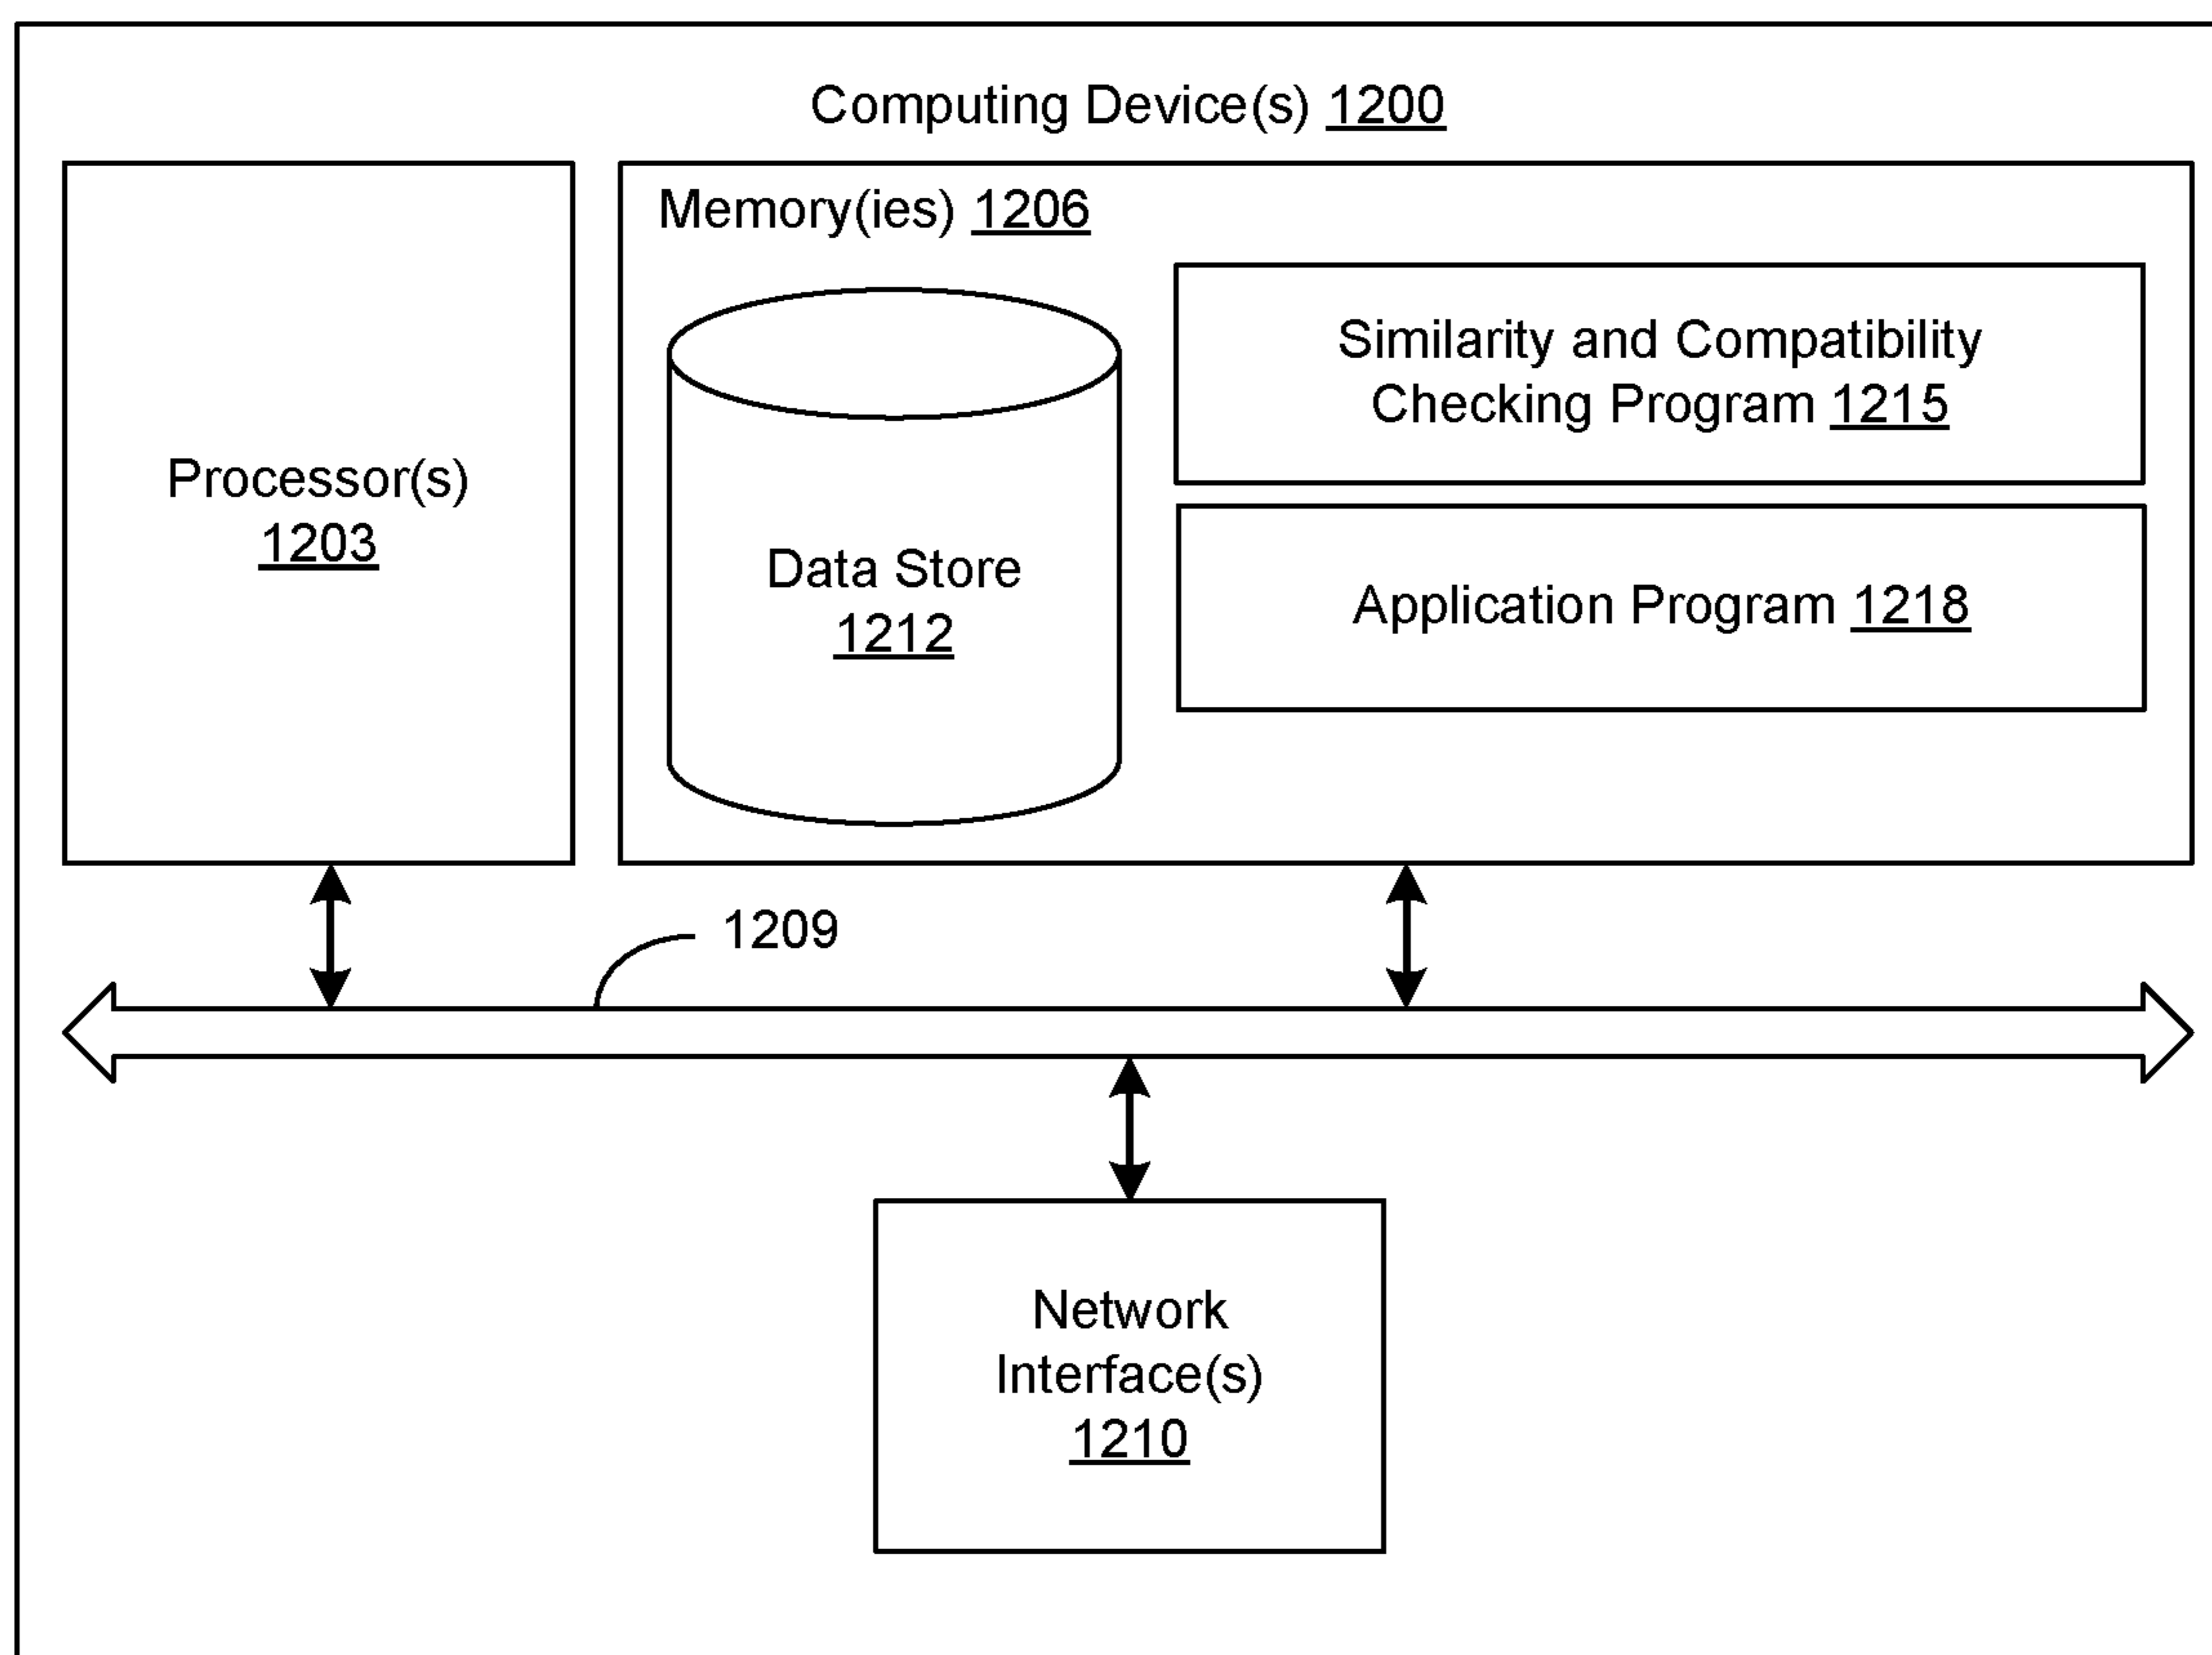 Computing Device(s) 1200
Processor(s)
1203
Memory(ies) 1206
Data Store
1212
Similarity and Compatibility
Checking Program 1215
Application Program 1218
1209
Network
Interface(s)
1210